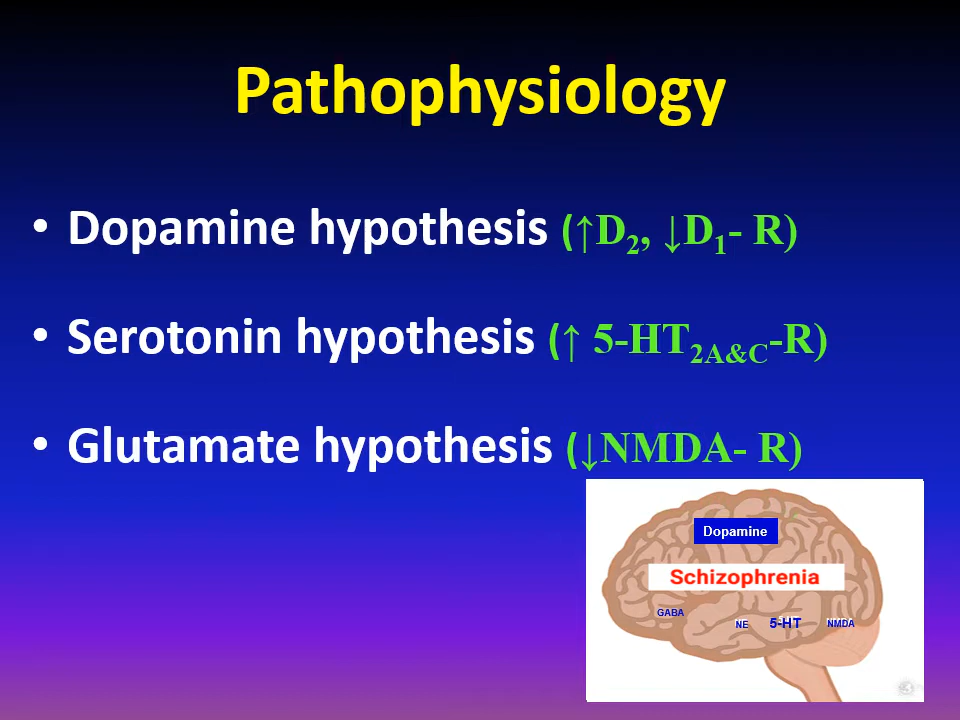 Pathophysiology
• Dopamine hypothesis (↑D₂, ↓D₁- R)
• Serotonin hypothesis (↑ 5-HT₂A&C-R)
• Glutamate hypothesis (↓NMDA- R)
Dopamine
Schizophrenia
GABA
NE 5-HT NMDA